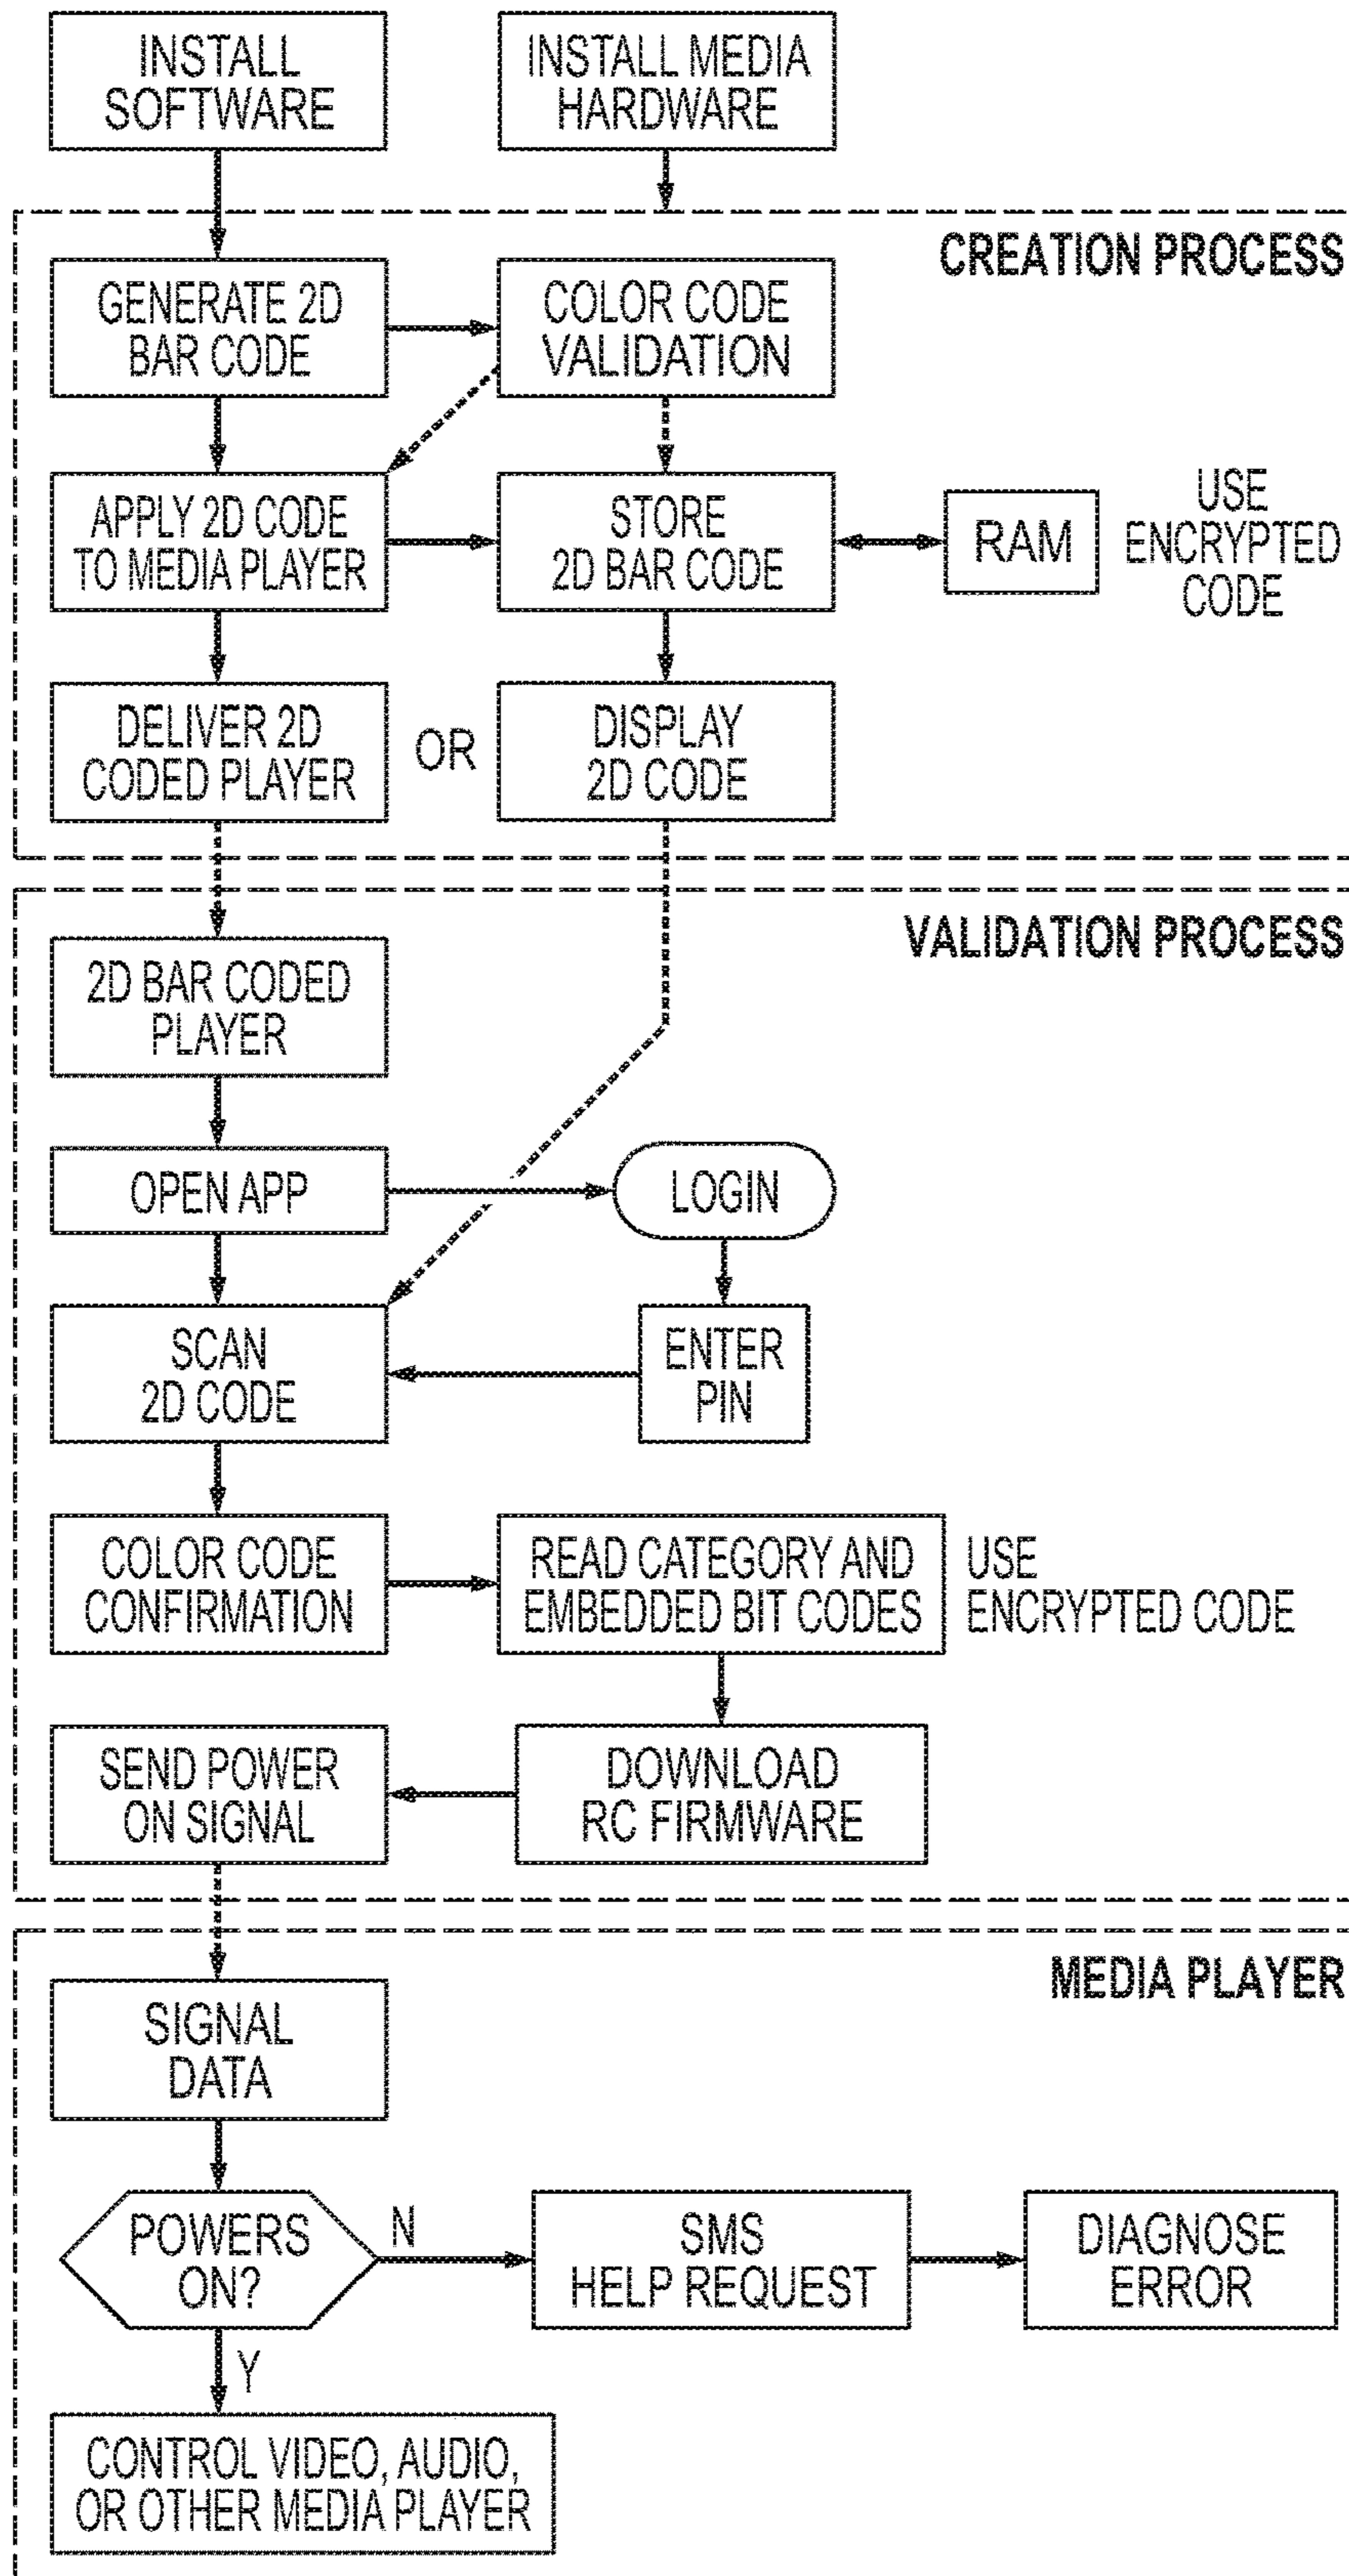 INSTALL
SOFTWARE
INSTALL MEDIA
HARDWARE
CREATION PROCESS
GENERATE 2D
BAR CODE
COLOR CODE
VALIDATION
APPLY 2D CODE
TO MEDIA PLAYER
STORE
2D BAR CODE
RAM
USE
ENCRYPTED
CODE
DELIVER 2D
CODED PLAYER
OR
DISPLAY
2D CODE
VALIDATION PROCESS
2D BAR CODED
PLAYER
OPEN APP
LOGIN
SCAN
2D CODE
ENTER
PIN
COLOR CODE
CONFIRMATION
READ CATEGORY AND
EMBEDDED BIT CODES
USE
ENCRYPTED CODE
SEND POWER
ON SIGNAL
DOWNLOAD
RC FIRMWARE
MEDIA PLAYER
SIGNAL
DATA
POWERS
ON?
N
SMS
HELP REQUEST
DIAGNOSE
ERROR
Y
CONTROL VIDEO, AUDIO,
OR OTHER MEDIA PLAYER